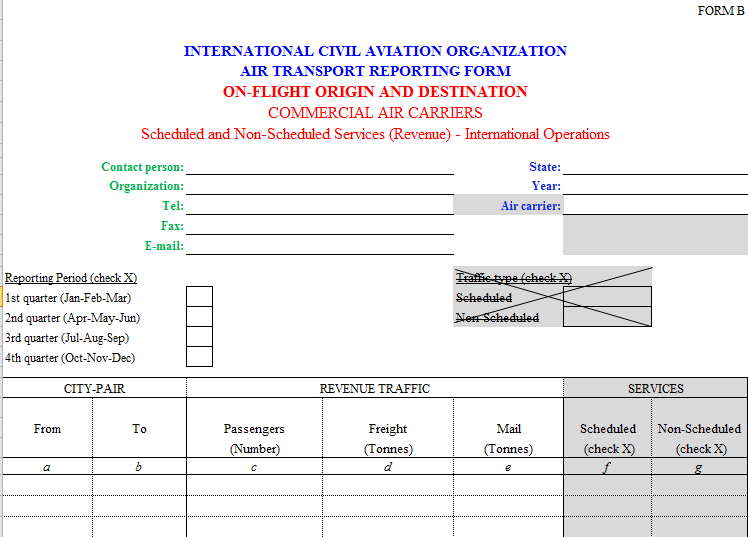 FORM B
INTERNATIONAL CIVIL AVIATION ORGANIZATION
AIR TRANSPORT REPORTING FORM
ON-FLIGHT ORIGIN AND DESTINATION
COMMERCIAL AIR CARRIERS
Scheduled and Non-Scheduled Services (Revenue) - International Operations
Contact person: State:
Organization: Year:
Tel: Air carrier:
Fax:
E-mail:
Reporting Period (check X) Traffic type (check X)
1st quarter (Jan-Feb-Mar) Scheduled
2nd quarter (Apr-May-Jun) Non-Scheduled
3rd quarter (Jul-Aug-Sep)
4th quarter (Oct-Nov-Dec)
CITY-PAIR REVENUE TRAFFIC SERVICES
From To Passengers Freight Mail Scheduled Non-Scheduled
(Number) (Tonnes) (Tonnes) (check X) (check X)
a b c d e f g